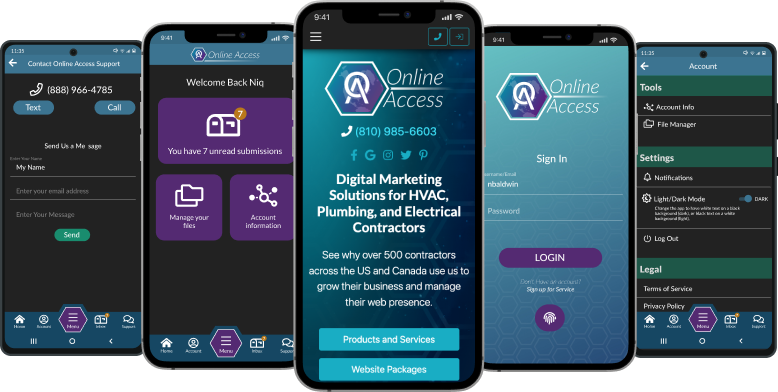 11:35
Contact Online Access Support
(888) 966-4785
Text
Call
Send Us a Me sage
Enter Your Name
My Name
Enter your email address
Enter Your Message
Send
Home
Account
Menu
Inbox
Support
9:41
Online Access
Welcome Back Niq
7
You have 7 unread submissions
Manage your
files
Account
information
Home
Account
Menu
Inbox
Suppor
9:41
Online
Access
(810) 985-6603
Digital Marketing
Solutions for HVAC,
Plumbing, and Electrical
Contractors
See why over 500 contractors
across the US and Canada use us to
grow their business and manage
their web presence.
Products and Services
Website Packages
9:41
Online
Access
Sign In
ername/Email
nbaldwin
Password
LOGIN
Don't Have an account?
Sign up for Service
11:35
Account
Tools
Account Info
File Manager
Settings
Notifications
Light/Dark Mode
DARK
Change the app to have white text on a black
background (dark), or black text on a white
background (light).
Log Out
Legal
Terms of Service
Privacy Policy
Home
Account
Menu
Inbox
Support